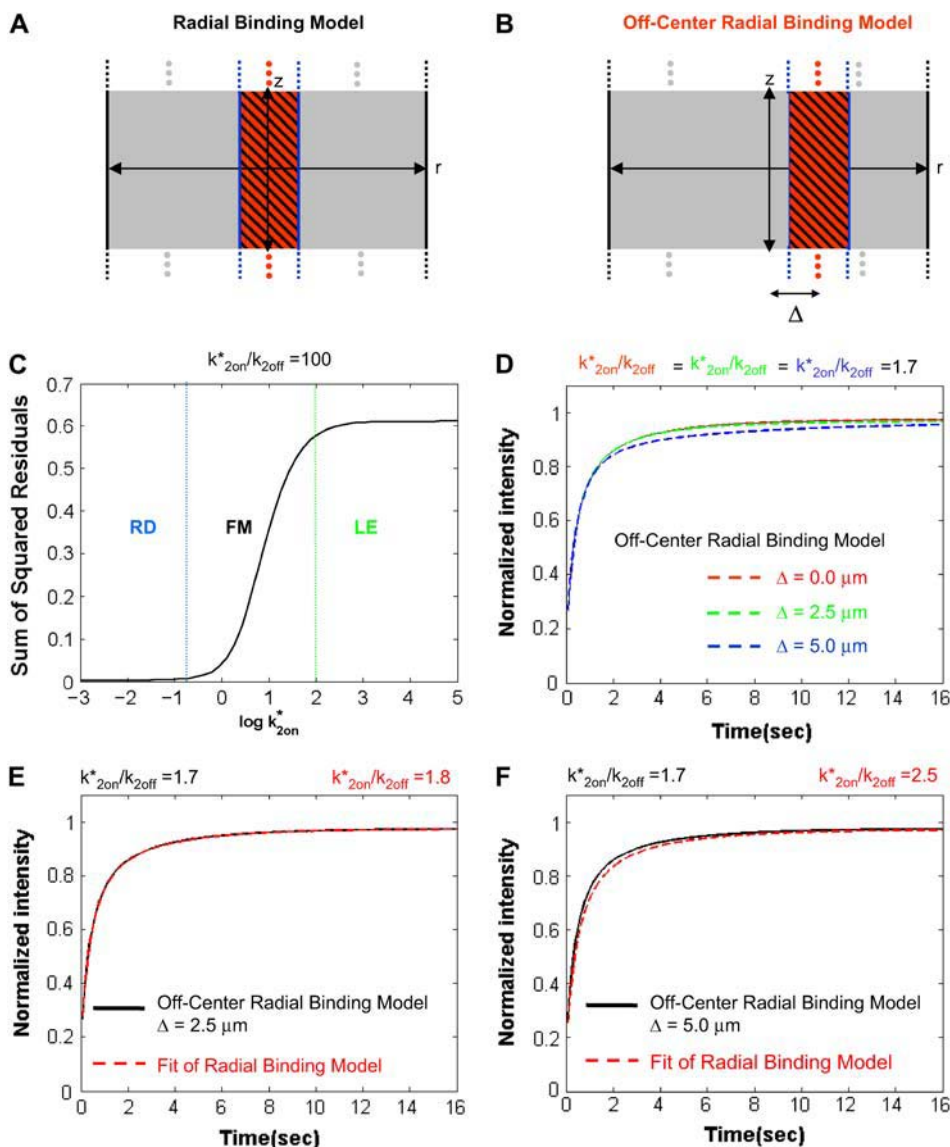 A
Radial Binding Model
z
r
B
Off-Center Radial Binding Model
z
r
Δ
C
k*2on/k2off =100
Sum of Squared Residuals
0.7
0.6
0.5
0.4
0.3
0.2
0.1
0
RD
FM
LE
−3 −2 −1 0 1 2 3 4 5
log k*2on
D
k*2on/k2off = k*2on/k2off = k*2on/k2off =1.7
Normalized intensity
1
0.8
0.6
0.4
0.2
0
Off-Center Radial Binding Model
Δ = 0.0 μm
Δ = 2.5 μm
Δ = 5.0 μm
0 2 4 6 8 10 12 14 16
Time(sec)
E
k*2on/k2off =1.7 k*2on/k2off =1.8
Normalized intensity
1
0.8
0.6
0.4
0.2
0
Off-Center Radial Binding Model
Δ = 2.5 μm
Fit of Radial Binding Model
0 2 4 6 8 10 12 14 16
Time(sec)
F
k*2on/k2off =1.7 k*2on/k2off =2.5
Normalized intensity
1
0.8
0.6
0.4
0.2
0
Off-Center Radial Binding Model
Δ = 5.0 μm
Fit of Radial Binding Model
0 2 4 6 8 10 12 14 16
Time(sec)